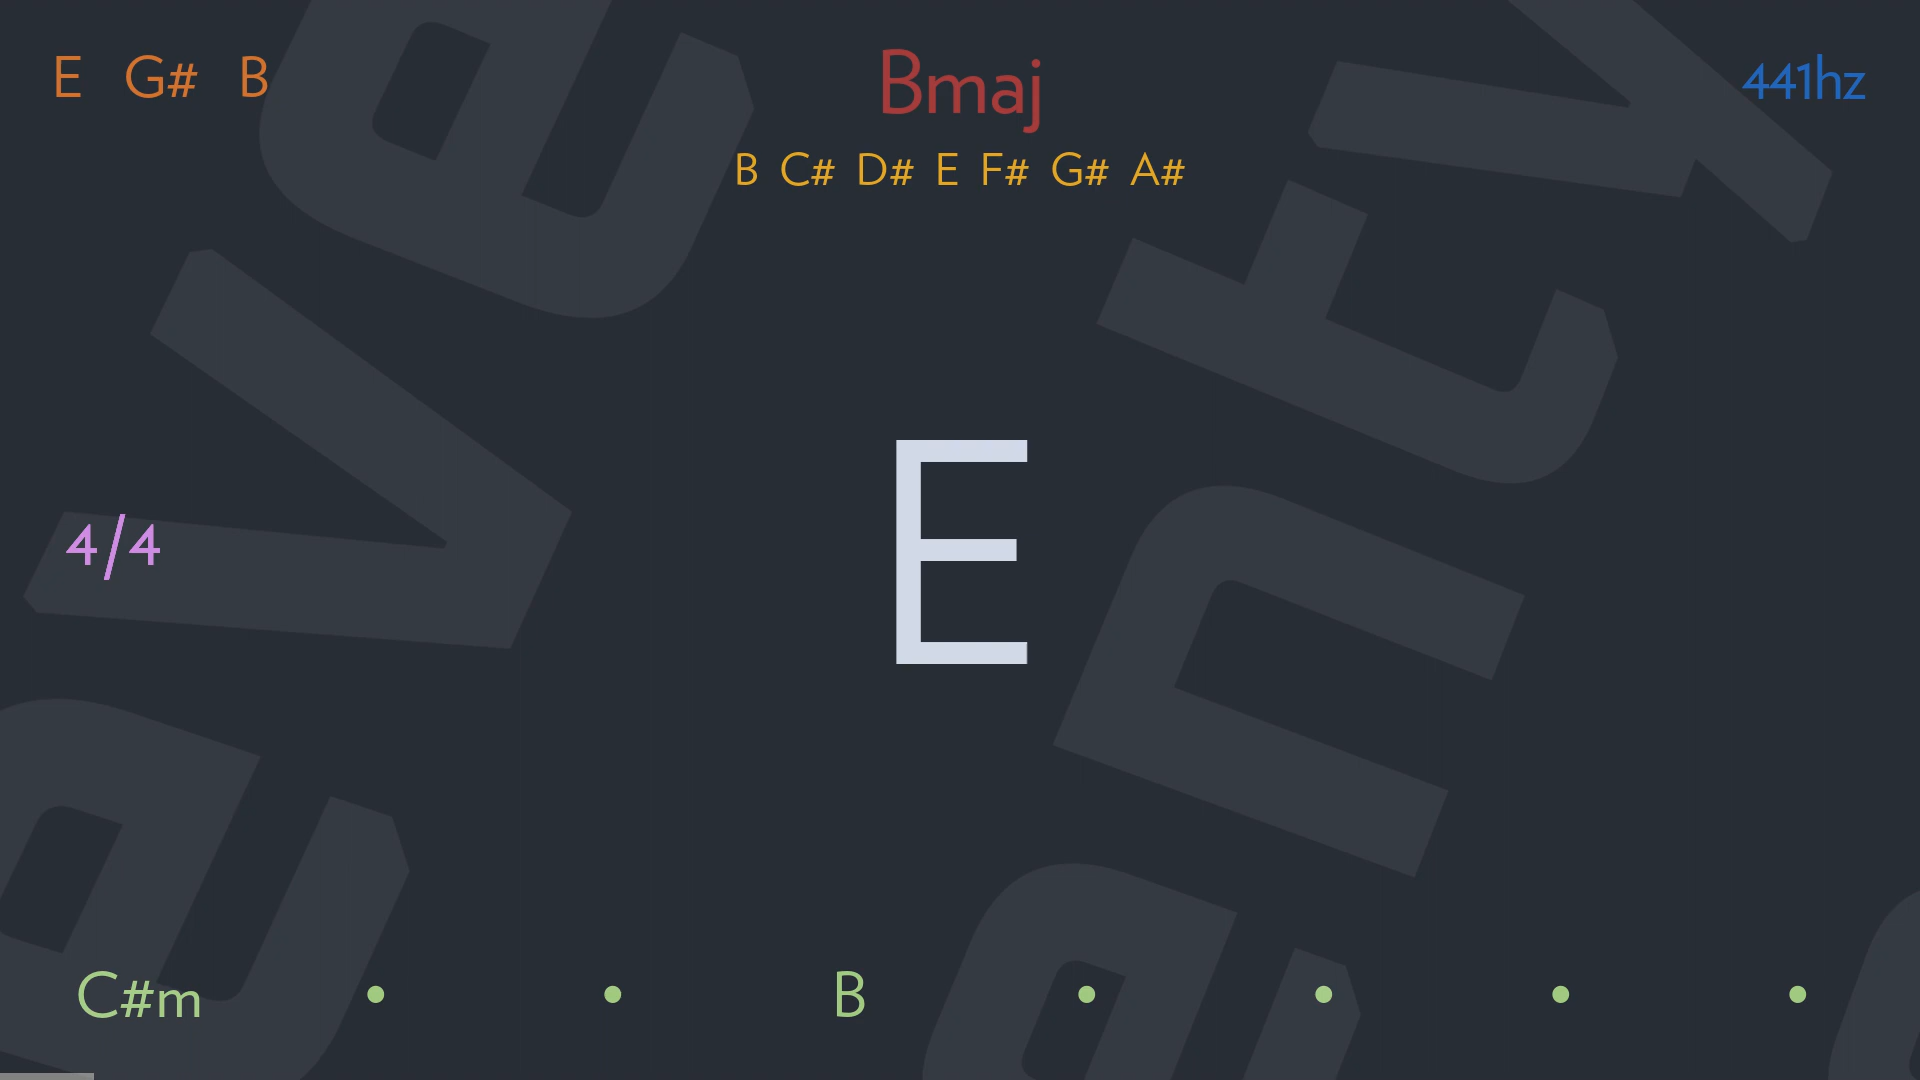 E G# B
Bmaj
441hz
B C# D# E F# G# A#
E
4/4
C#m • • B • • • •